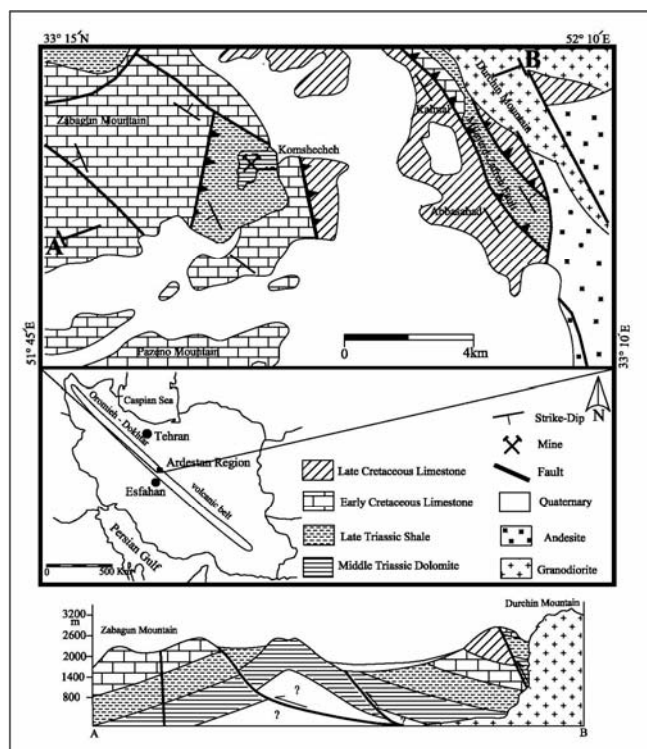 33° 15´N
52° 10´E
B
Durchin Mountain
Zabagun Mountain
Kahsal
Komshecheh
Abbasabad
A
51° 45´E
33° 10´E
Pazeno Mountain
0
4km
Caspian Sea
Oromieh - Dokhtar
Tehran
Ardestan Region
Esfahan
volcanic belt
Persian Gulf
0
500 Km
N
Strike-Dip
Mine
Late Cretaceous Limestone
Fault
Early Cretaceous Limestone
Quaternary
Late Triassic Shale
Andesite
Middle Triassic Dolomite
Granodiorite
3200
m
2600
2000
1400
800
Zabagun Mountain
Durchin Mountain
?
?
?
A
B